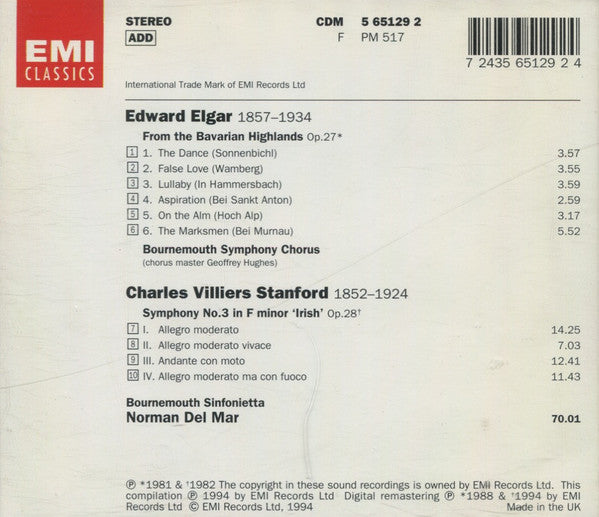 EMI
CLASSICS
STEREO CDM 5 65129 2
ADD F PM 517
7 24356 51292 4
International Trade Mark of EMI Records Ltd
Edward Elgar 1857–1934
From the Bavarian Highlands Op.27*
1 1. The Dance (Sonnenbichl) 3.57
2 2. False Love (Wamberg) 3.55
3 3. Lullaby (In Hammersbach) 3.59
4 4. Aspiration (Bei Sankt Anton) 2.59
5 5. On the Alm (Hoch Alp) 3.17
6 6. The Marksmen (Bei Murnau) 5.52
Bournemouth Symphony Chorus
(chorus master Geoffrey Hughes)
Charles Villiers Stanford 1852–1924
Symphony No.3 in F minor ‘Irish’ Op.28†
7 I. Allegro moderato 14.25
8 II. Allegro moderato vivace 7.03
9 III. Andante con moto 12.41
10 IV. Allegro moderato ma con fuoco 11.43
Bournemouth Sinfonietta
Norman Del Mar 70.01
℗ *1981 & †1982 The copyright in these sound recordings is owned by EMI Records Ltd. This
compilation ℗ 1994 by EMI Records Ltd Digital remastering ℗ *1988 & †1994 by EMI
Records Ltd © EMI Records Ltd, 1994 Made in the UK